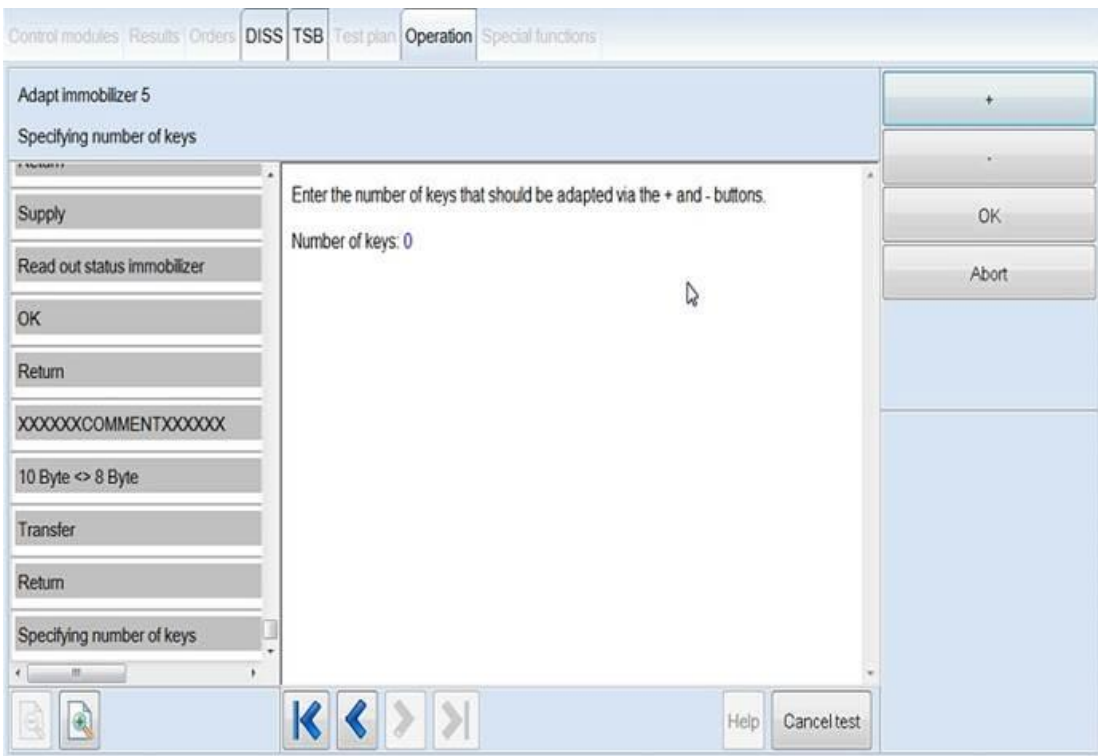 Control modules Results Orders DISS TSB Test plan Operation Special functions
Adapt immobilizer 5
Specifying number of keys
+
-
OK
Abort
Return
Supply
Read out status immobilizer
OK
Return
XXXXXXCOMMENTXXXXXX
10 Byte <> 8 Byte
Transfer
Return
Specifying number of keys
Enter the number of keys that should be adapted via the + and - buttons.
Number of keys: 0
Help
Cancel test